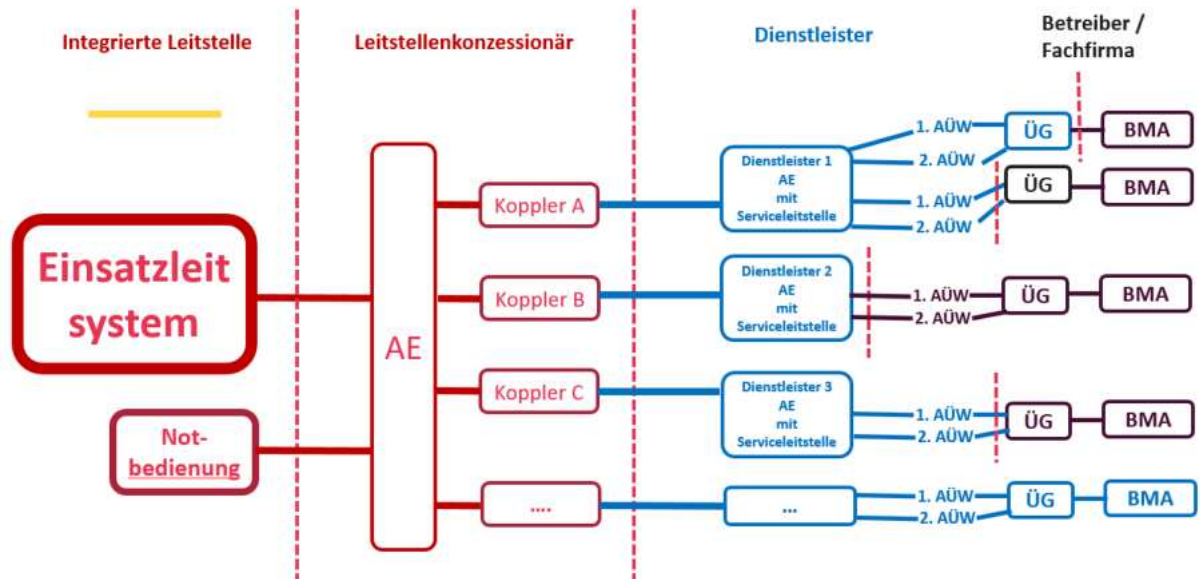 Integrierte Leitstelle
Leitstellenkonzessionär
Dienstleister
Betreiber /
Fachfirma
Einsatzleit
system
Not-
bedienung
AE
Koppler A
Koppler B
Koppler C
....
Dienstleister 1
AE
mit
Serviceleitstelle
1. AÜW
2. AÜW
ÜG
BMA
1. AÜW
2. AÜW
ÜG
BMA
Dienstleister 2
AE
mit
Serviceleitstelle
1. AÜW
2. AÜW
ÜG
BMA
Dienstleister 3
AE
mit
Serviceleitstelle
1. AÜW
2. AÜW
ÜG
BMA
...
1. AÜW
2. AÜW
ÜG
BMA